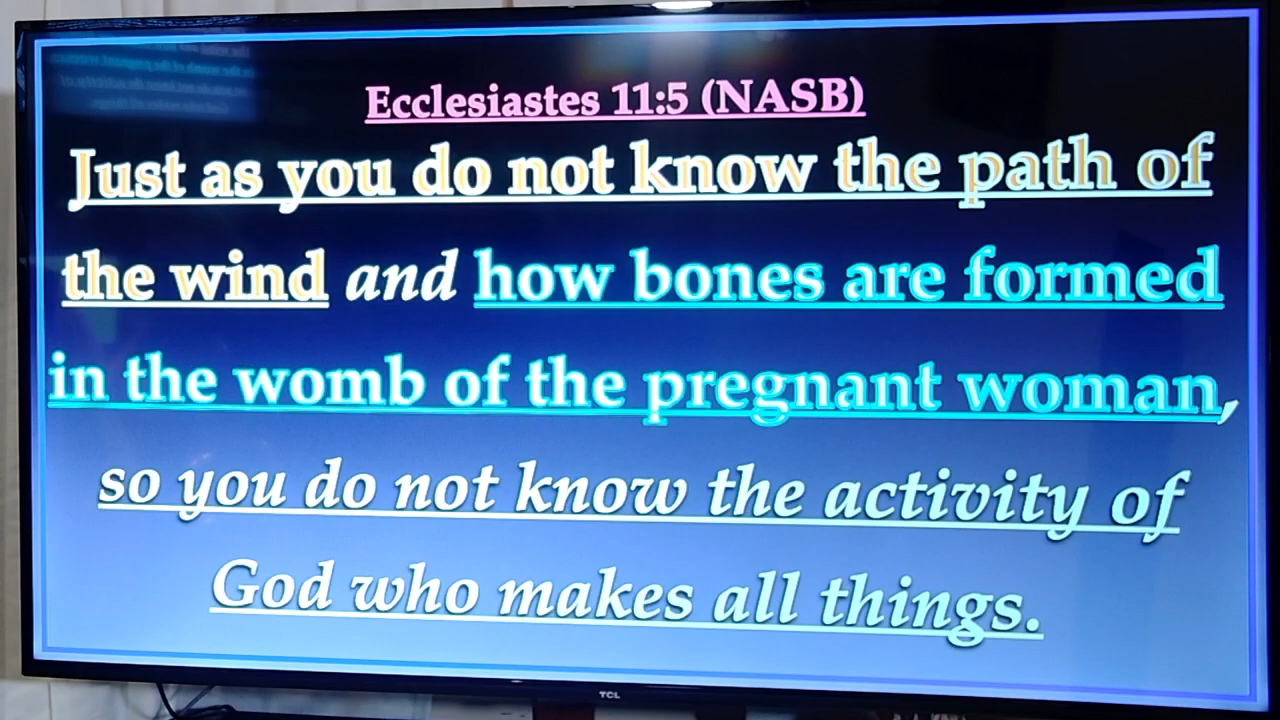 Ecclesiastes 11:5 (NASB)
Just as you do not know the path of
the wind and how bones are formed
in the womb of the pregnant woman,
so you do not know the activity of
God who makes all things.
TCL